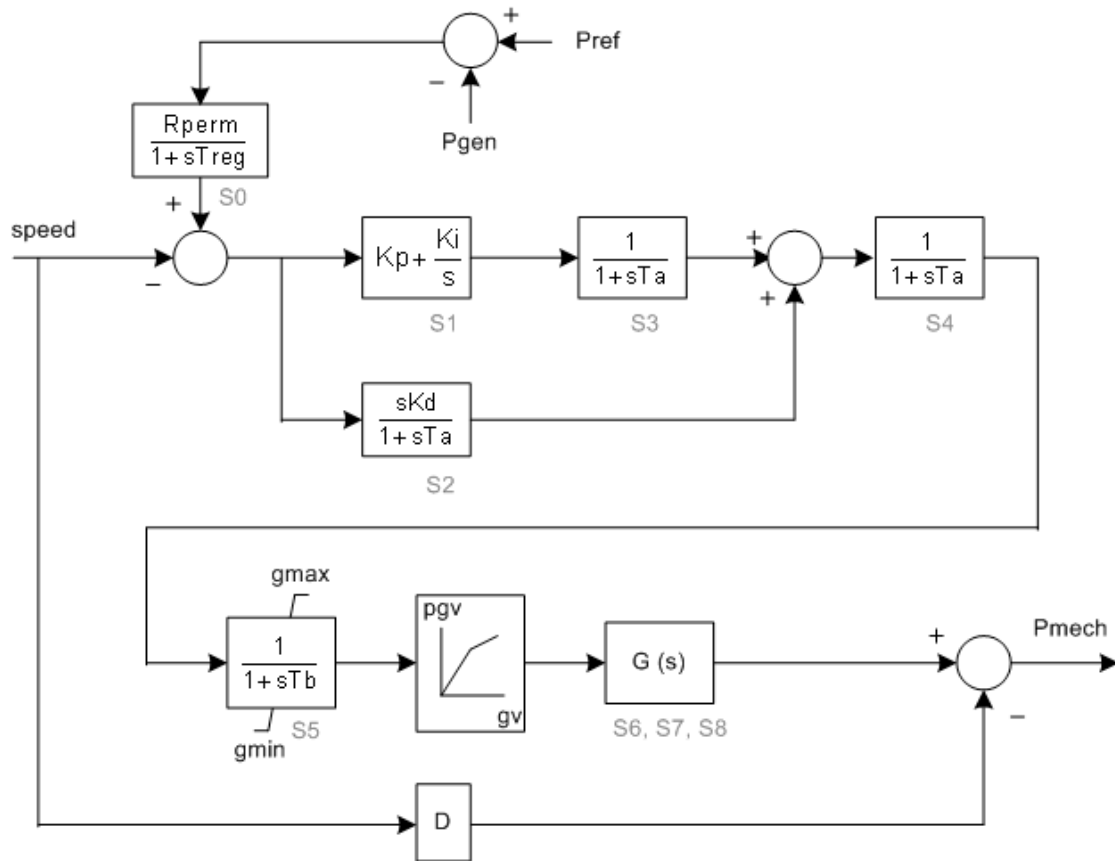 +
Pref
−
Pgen
Rperm
1+sTreg
S0
+
speed
−
Kp+ Ki
s
S1
1
1+sTa
S3
+
+
1
1+sTa
S4
sKd
1+sTa
S2
gmax
1
1+sTb
S5
gmin
pgv
gv
G (s)
S6, S7, S8
+
Pmech
−
D